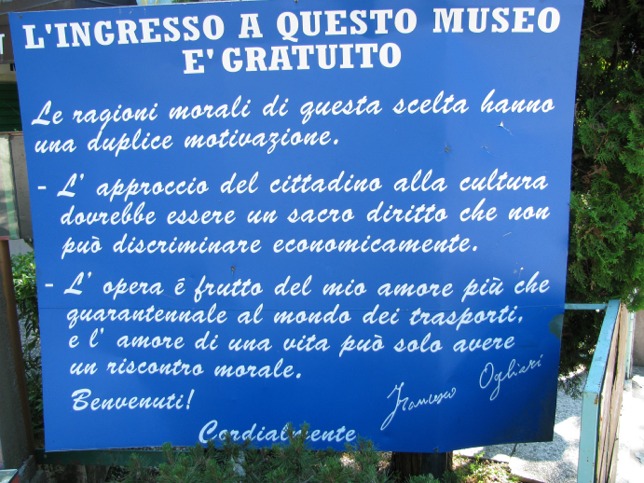 L'INGRESSO A QUESTO MUSEO
E' GRATUITO
Le ragioni morali di questa scelta hanno
una duplice motivazione.
- L' approccio del cittadino alla cultura
dovrebbe essere un sacro diritto che non
può discriminare economicamente.
- L' opera é frutto del mio amore più che
quarantennale al mondo dei trasporti,
e l' amore di una vita può solo avere
un riscontro morale.
Benvenuti!
Cordialmente
Francesco Oglieri